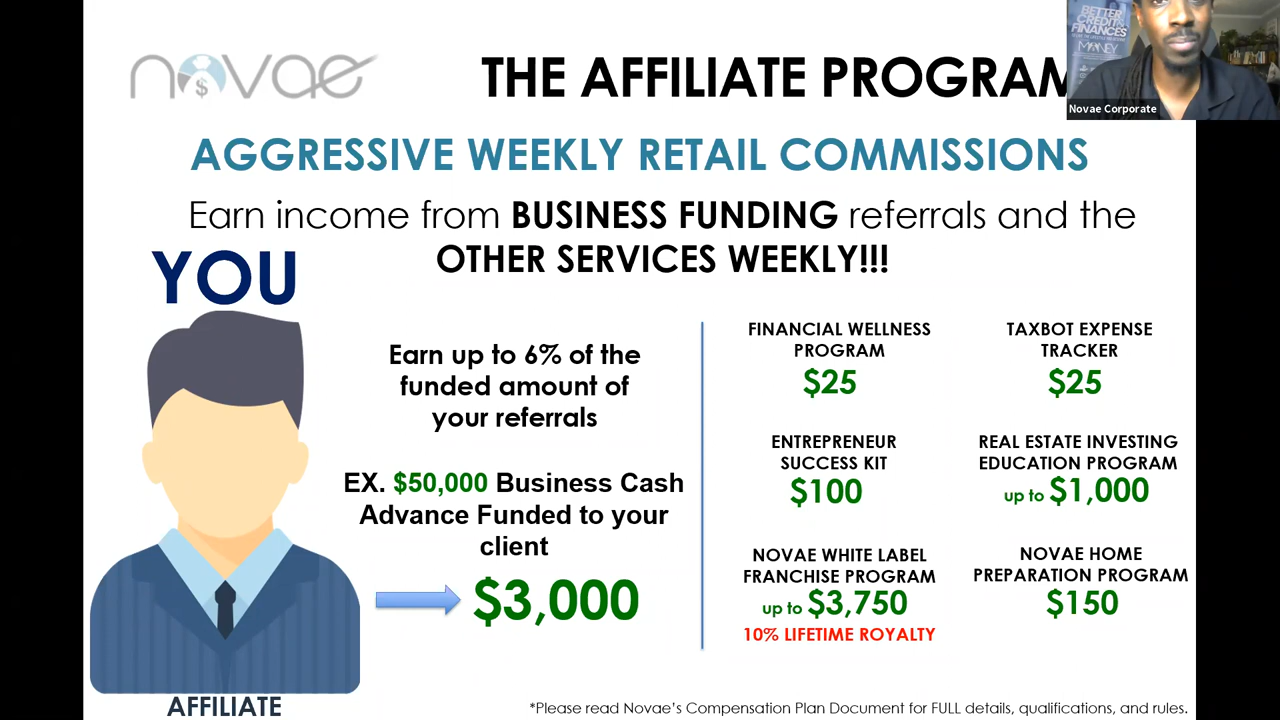 novae
$
THE AFFILIATE PROGRAM
BETTER
CREDIT &
FINANCES
MONEY
Novae Corporate
AGGRESSIVE WEEKLY RETAIL COMMISSIONS
Earn income from BUSINESS FUNDING referrals and the
OTHER SERVICES WEEKLY!!!
YOU
Earn up to 6% of the
funded amount of
your referrals
EX. $50,000 Business Cash
Advance Funded to your
client
$3,000
AFFILIATE
FINANCIAL WELLNESS
PROGRAM
$25
TAXBOT EXPENSE
TRACKER
$25
ENTREPRENEUR
SUCCESS KIT
$100
REAL ESTATE INVESTING
EDUCATION PROGRAM
up to $1,000
NOVAE WHITE LABEL
FRANCHISE PROGRAM
up to $3,750
10% LIFETIME ROYALTY
NOVAE HOME
PREPARATION PROGRAM
$150
*Please read Novae's Compensation Plan Document for FULL details, qualifications, and rules.